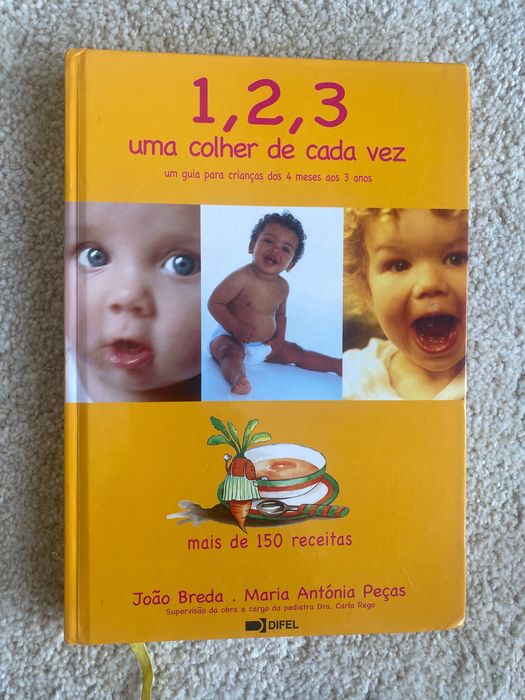 1, 2, 3
uma colher de cada vez
um guia para crianças dos 4 meses aos 3 anos
mais de 150 receitas
João Breda . Maria Antónia Peças
Supervisão da obra a cargo da pediatra Dra. Carla Rego
DIFEL